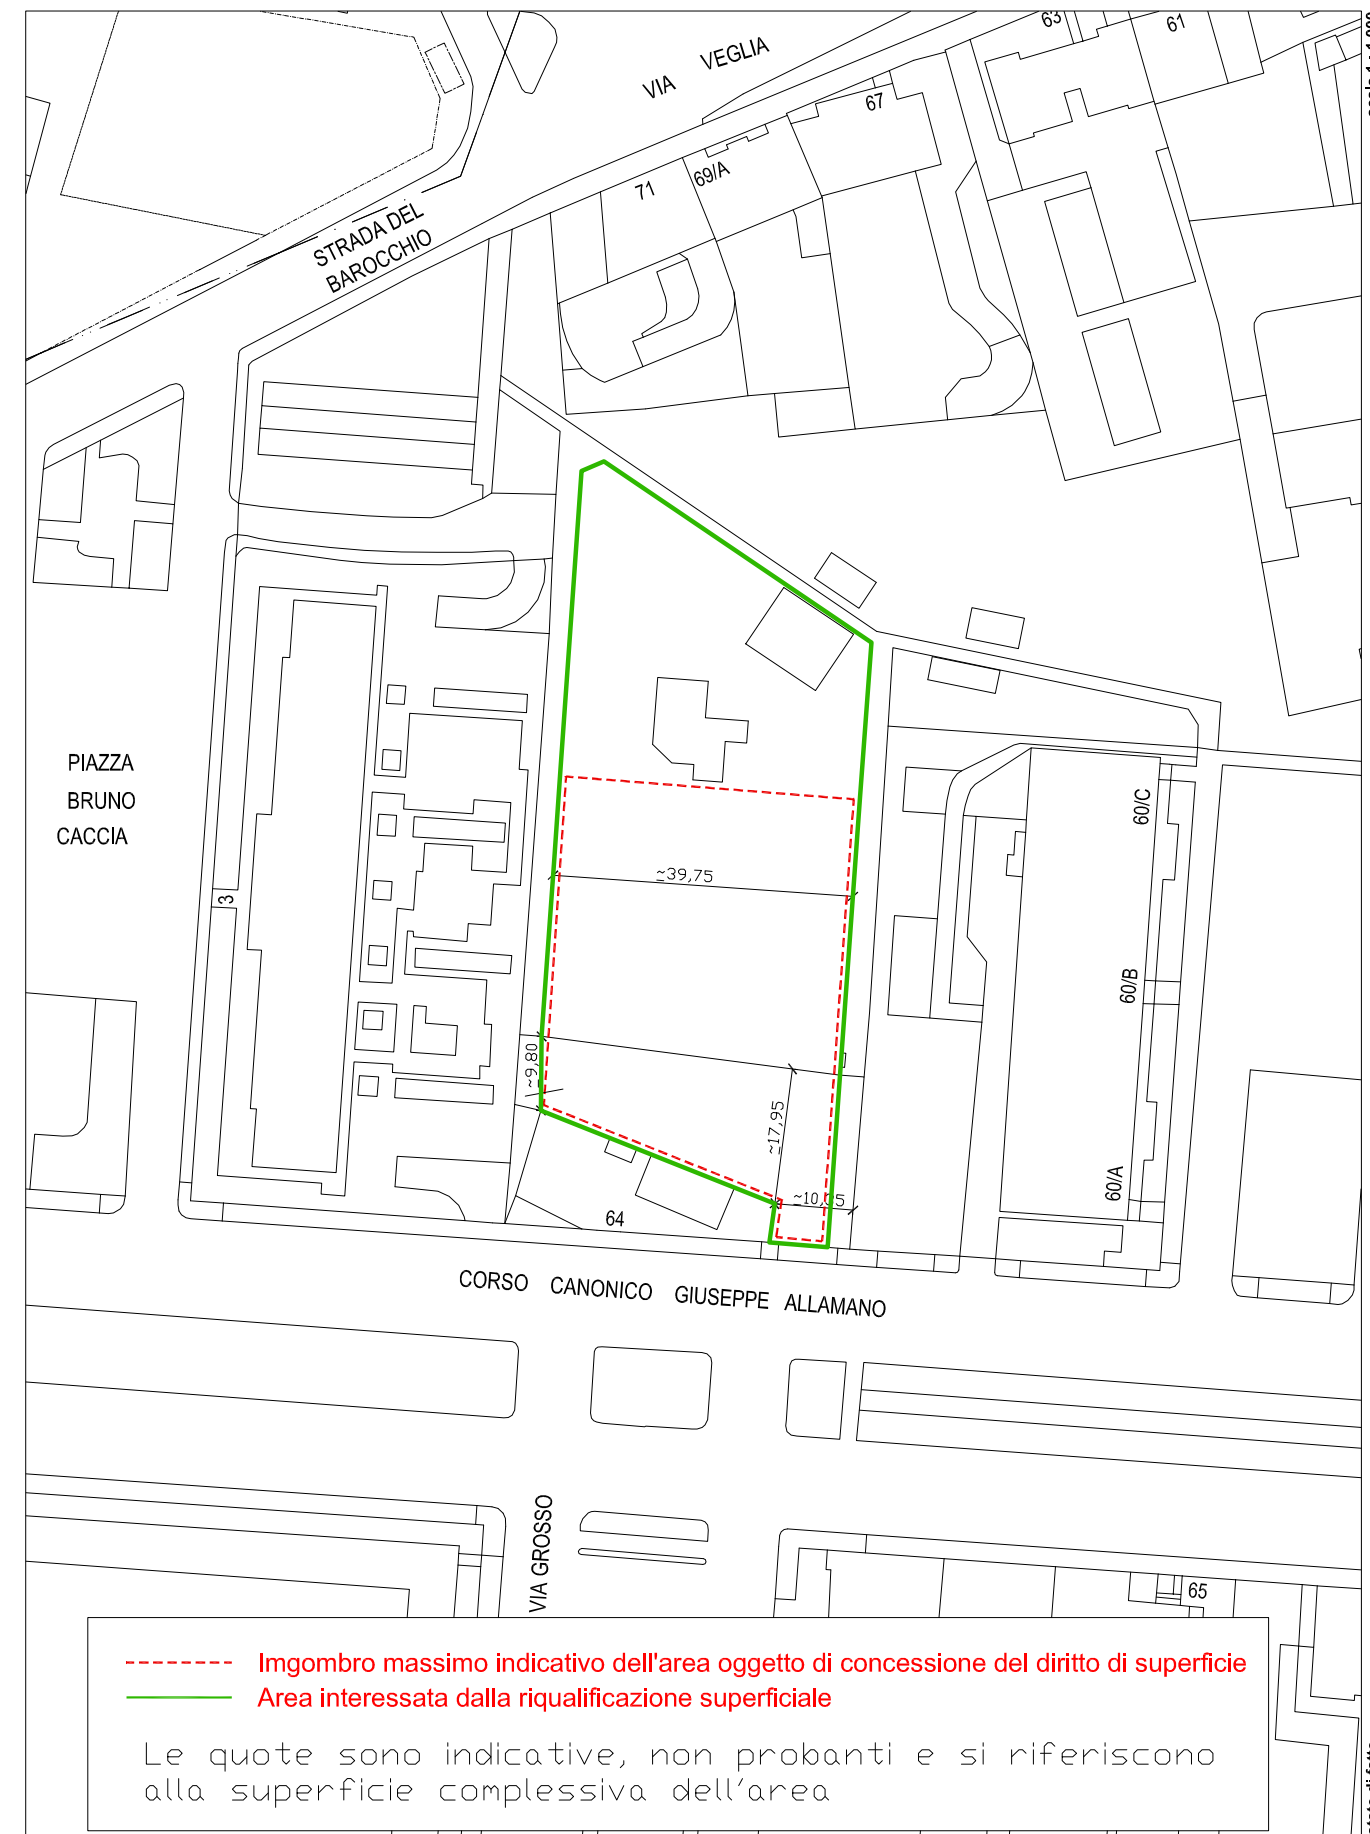 VIA VEGLIA
63
61
67
69/A
71
STRADA DEL
BAROCCHIO
PIAZZA
BRUNO
CACCIA
3
~39,75
~9,80
~17,95
64
60/C
60/B
60/A
CORSO CANONICO GIUSEPPE ALLAMANO
VIA GROSSO
65
Imgombro massimo indicativo dell'area oggetto di concessione del diritto di superficie
Area interessata dalla riqualificazione superficiale
Le quote sono indicative, non probanti e si riferiscono
alla superficie complessiva dell'area